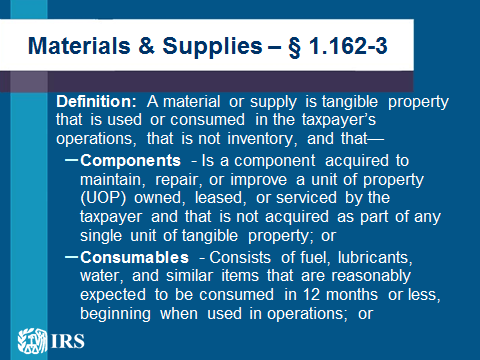 Materials & Supplies – § 1.162-3
Definition: A material or supply is tangible property
that is used or consumed in the taxpayer's
operations, that is not inventory, and that—
–Components - Is a component acquired to
maintain, repair, or improve a unit of property
(UOP) owned, leased, or serviced by the
taxpayer and that is not acquired as part of any
single unit of tangible property; or
–Consumables - Consists of fuel, lubricants,
water, and similar items that are reasonably
expected to be consumed in 12 months or less,
beginning when used in operations; or
IRS